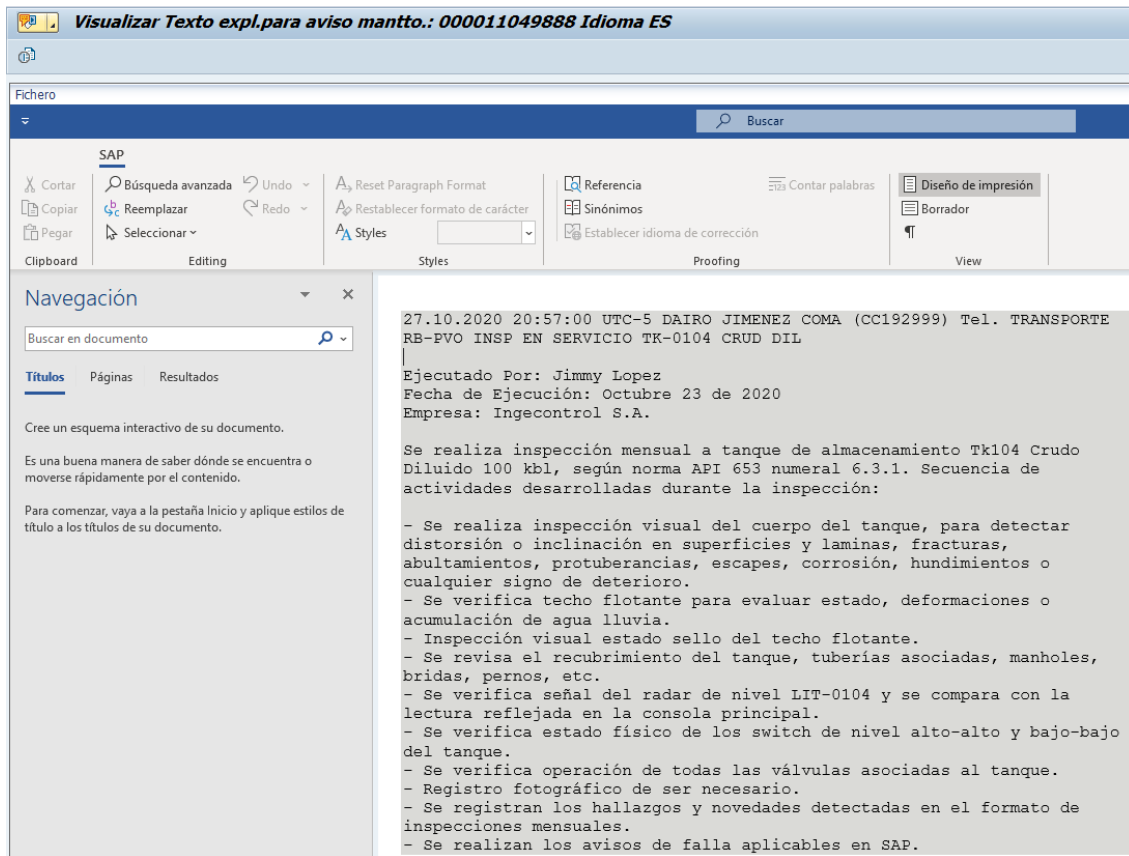 Visualizar Texto expl.para aviso mantto.: 000011049888 Idioma ES
Fichero
Buscar
SAP
Cortar
Copiar
Pegar
Clipboard
Búsqueda avanzada
Undo
Reemplazar
Redo
Seleccionar
Editing
Reset Paragraph Format
Restablecer formato de carácter
Styles
Styles
Referencia
Contar palabras
Sinónimos
Establecer idioma de corrección
Proofing
Diseño de impresión
Borrador
¶
View
Navegación
Buscar en documento
Títulos Páginas Resultados
Cree un esquema interactivo de su documento.
Es una buena manera de saber dónde se encuentra o
moverse rápidamente por el contenido.
Para comenzar, vaya a la pestaña Inicio y aplique estilos de
título a los títulos de su documento.
27.10.2020 20:57:00 UTC-5 DAIRO JIMENEZ COMA (CC192999) Tel. TRANSPORTE
RB-PVO INSP EN SERVICIO TK-0104 CRUD DIL
Ejecutado Por: Jimmy Lopez
Fecha de Ejecución: Octubre 23 de 2020
Empresa: Ingecontrol S.A.
Se realiza inspección mensual a tanque de almacenamiento Tk104 Crudo
Diluido 100 kbl, según norma API 653 numeral 6.3.1. Secuencia de
actividades desarrolladas durante la inspección:
- Se realiza inspección visual del cuerpo del tanque, para detectar
distorsión o inclinación en superficies y laminas, fracturas,
abultamientos, protuberancias, escapes, corrosión, hundimientos o
cualquier signo de deterioro.
- Se verifica techo flotante para evaluar estado, deformaciones o
acumulación de agua lluvia.
- Inspección visual estado sello del techo flotante.
- Se revisa el recubrimiento del tanque, tuberías asociadas, manholes,
bridas, pernos, etc.
- Se verifica señal del radar de nivel LIT-0104 y se compara con la
lectura reflejada en la consola principal.
- Se verifica estado físico de los switch de nivel alto-alto y bajo-bajo
del tanque.
- Se verifica operación de todas las válvulas asociadas al tanque.
- Registro fotográfico de ser necesario.
- Se registran los hallazgos y novedades detectadas en el formato de
inspecciones mensuales.
- Se realizan los avisos de falla aplicables en SAP.